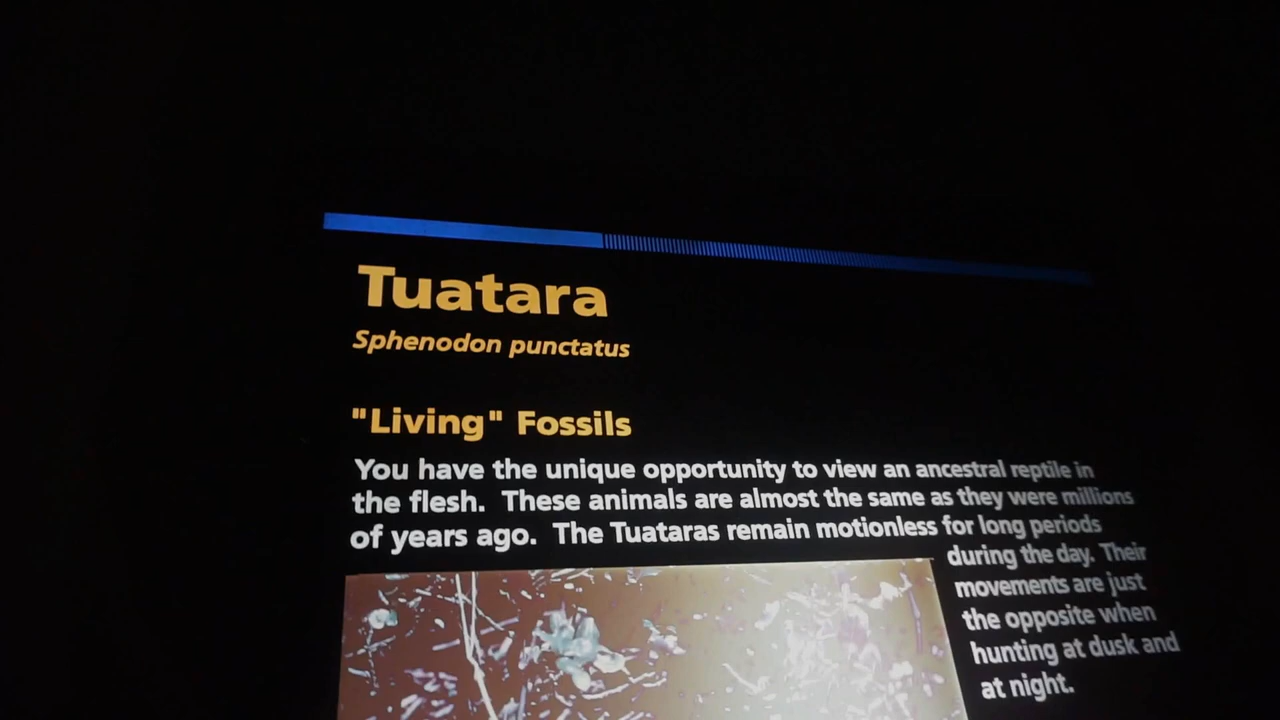 Tuatara
Sphenodon punctatus
"Living" Fossils
You have the unique opportunity to view an ancestral reptile in
the flesh. These animals are almost the same as they were millions
of years ago. The Tuataras remain motionless for long periods
during the day. Their
movements are just
the opposite when
hunting at dusk and
at night.